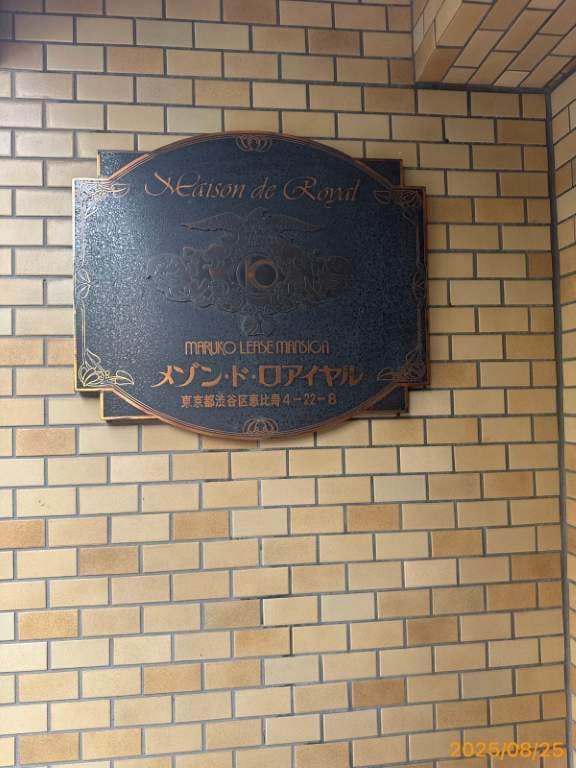 Maison de Royal
MARUKO LEASE MANSION
メゾン・ド・ロアイヤル
東京都渋谷区恵比寿4-22-8
2025/08/25